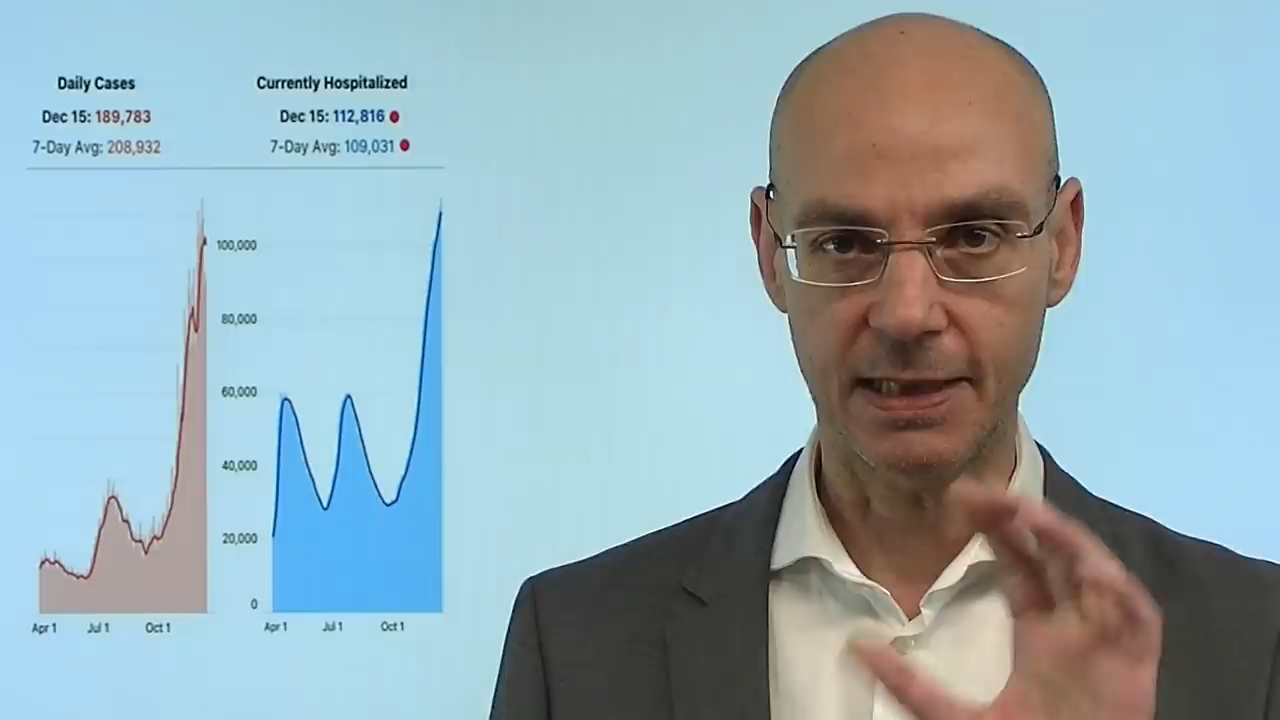 Daily Cases
Dec 15: 189,783
7-Day Avg: 208,932
Currently Hospitalized
Dec 15: 112,816
7-Day Avg: 109,031
100,000
80,000
60,000
40,000
20,000
0
Apr 1 Jul 1 Oct 1
Apr 1 Jul 1 Oct 1